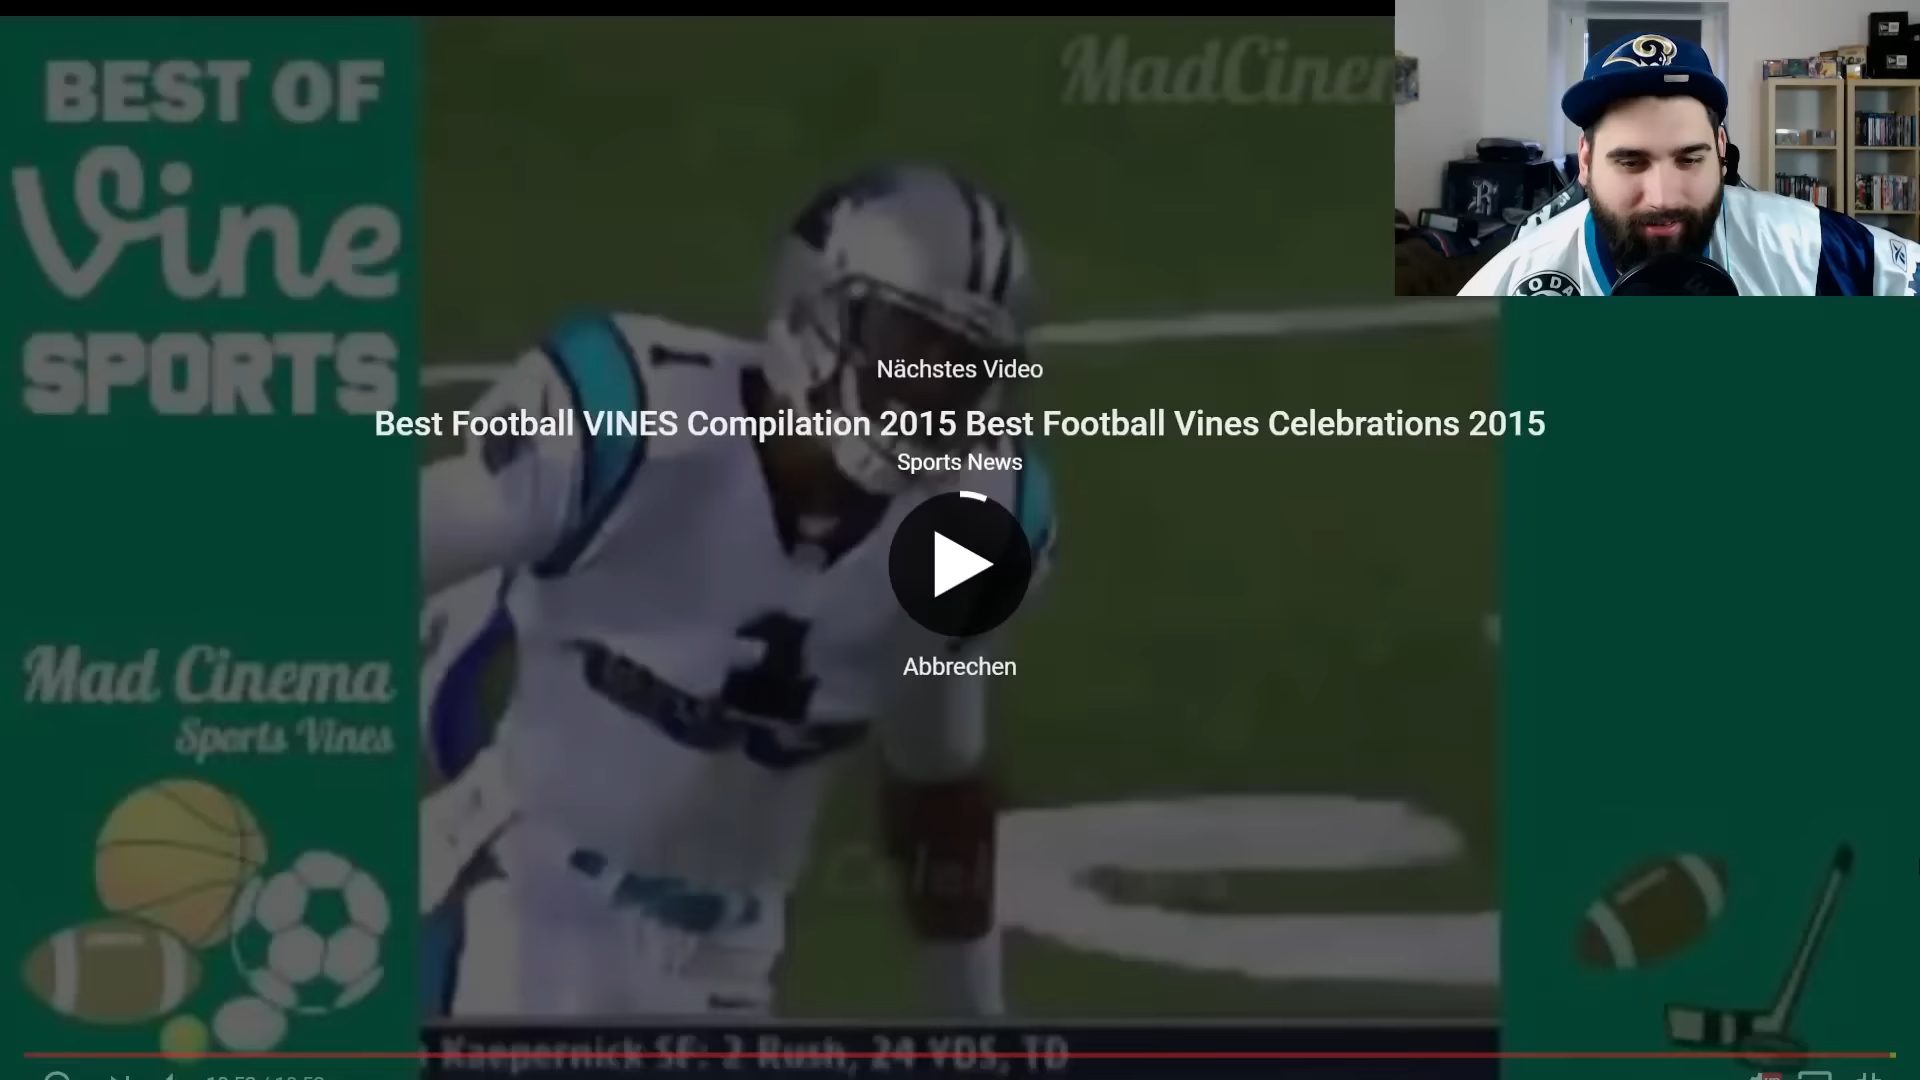 BEST OF
Vine
SPORTS
MadCinem
Nächstes Video
Best Football VINES Compilation 2015 Best Football Vines Celebrations 2015
Sports News
Abbrechen
1
Mad Cinema
Sports Vines
Kaepernick SF: 2 Rush, 24 YDS, TD